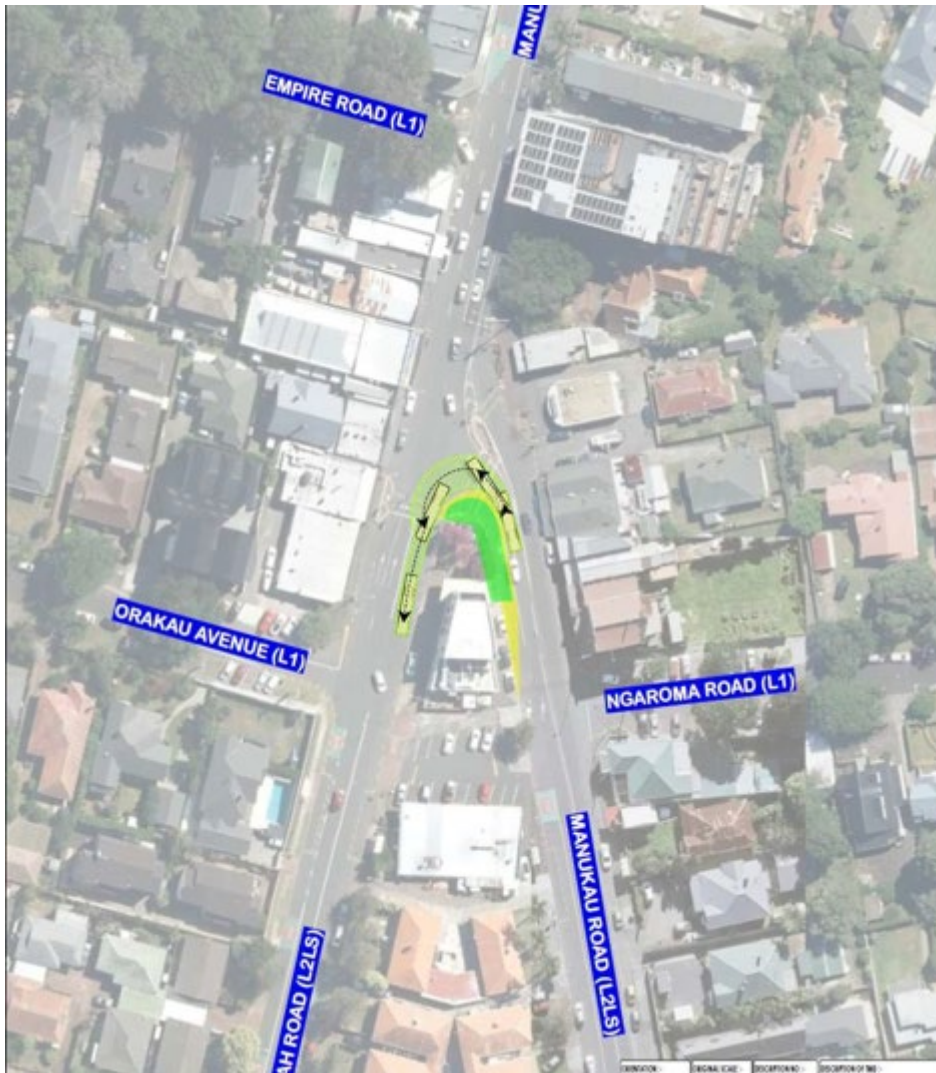 MANU
EMPIRE ROAD (L1)
ORAKAU AVENUE (L1)
NGAROMA ROAD (L1)
MANUKAU ROAD (L2LS)
AH ROAD (L2LS)